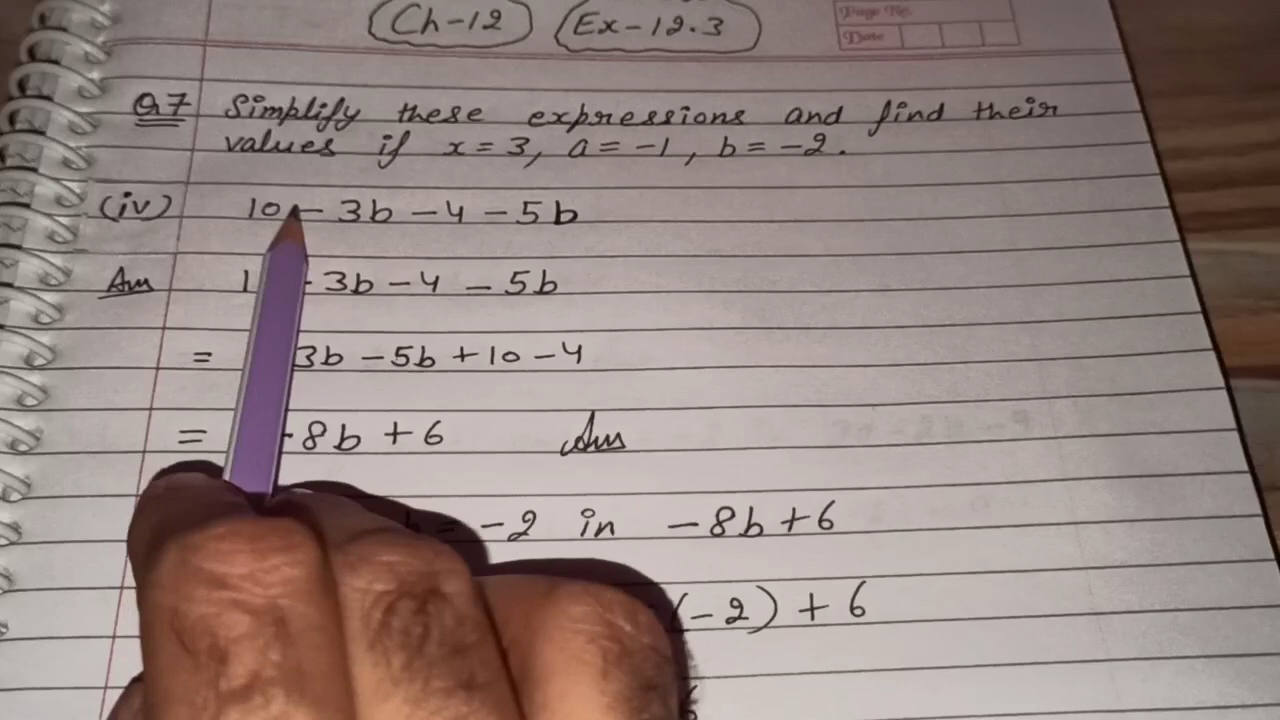 Ch-12 Ex-12.3
Page No.
Date
Q7 Simplify these expressions and find their
values if x = 3, a = -1, b = -2.
(iv) 10 - 3b - 4 - 5b
Ans 1 - 3b - 4 - 5b
= 3b - 5b + 10 - 4
= -8b + 6 Ans
b = -2 in -8b + 6
(-2) + 6